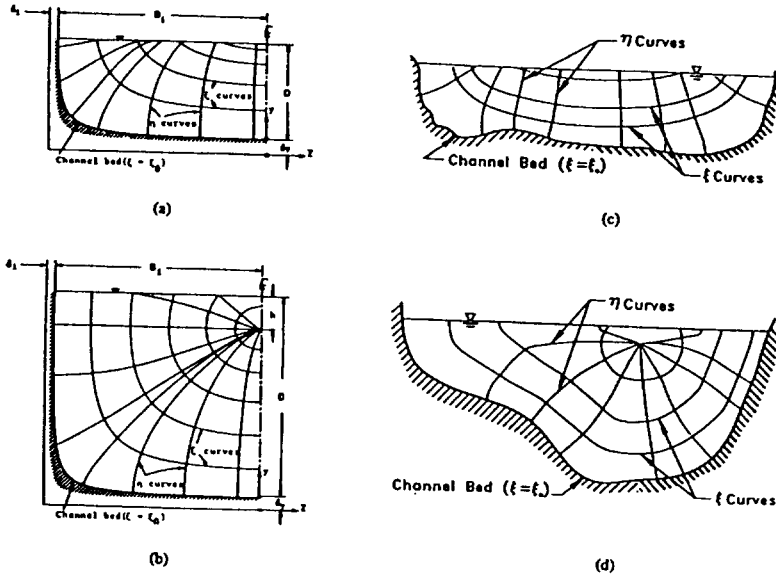 B₁
D
ξ curves
η curves
y
Z
Channel bed(ξ - ξ₀)
(a)
η Curves
Channel Bed (ξ=ξ₀)
ξ Curves
(c)
B₁
h
D
ξ curves
η curves
y
Z
Channel bed(ξ - ξ₀)
(b)
η Curves
Channel Bed (ξ=ξ₀)
ξ Curves
(d)